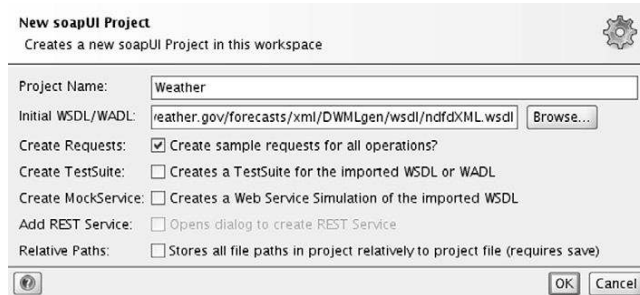 New soapUI Project
Creates a new soapUI Project in this workspace
Project Name: Weather
Initial WSDL/WADL: eather.gov/forecasts/xml/DWMLgen/wsdl/ndfdXML.wsdl Browse...
Create Requests: Create sample requests for all operations?
Create TestSuite: Creates a TestSuite for the imported WSDL or WADL
Create MockService: Creates a Web Service Simulation of the imported WSDL
Add REST Service: Opens dialog to create REST Service
Relative Paths: Stores all file paths in project relatively to project file (requires save)
? OK Cancel